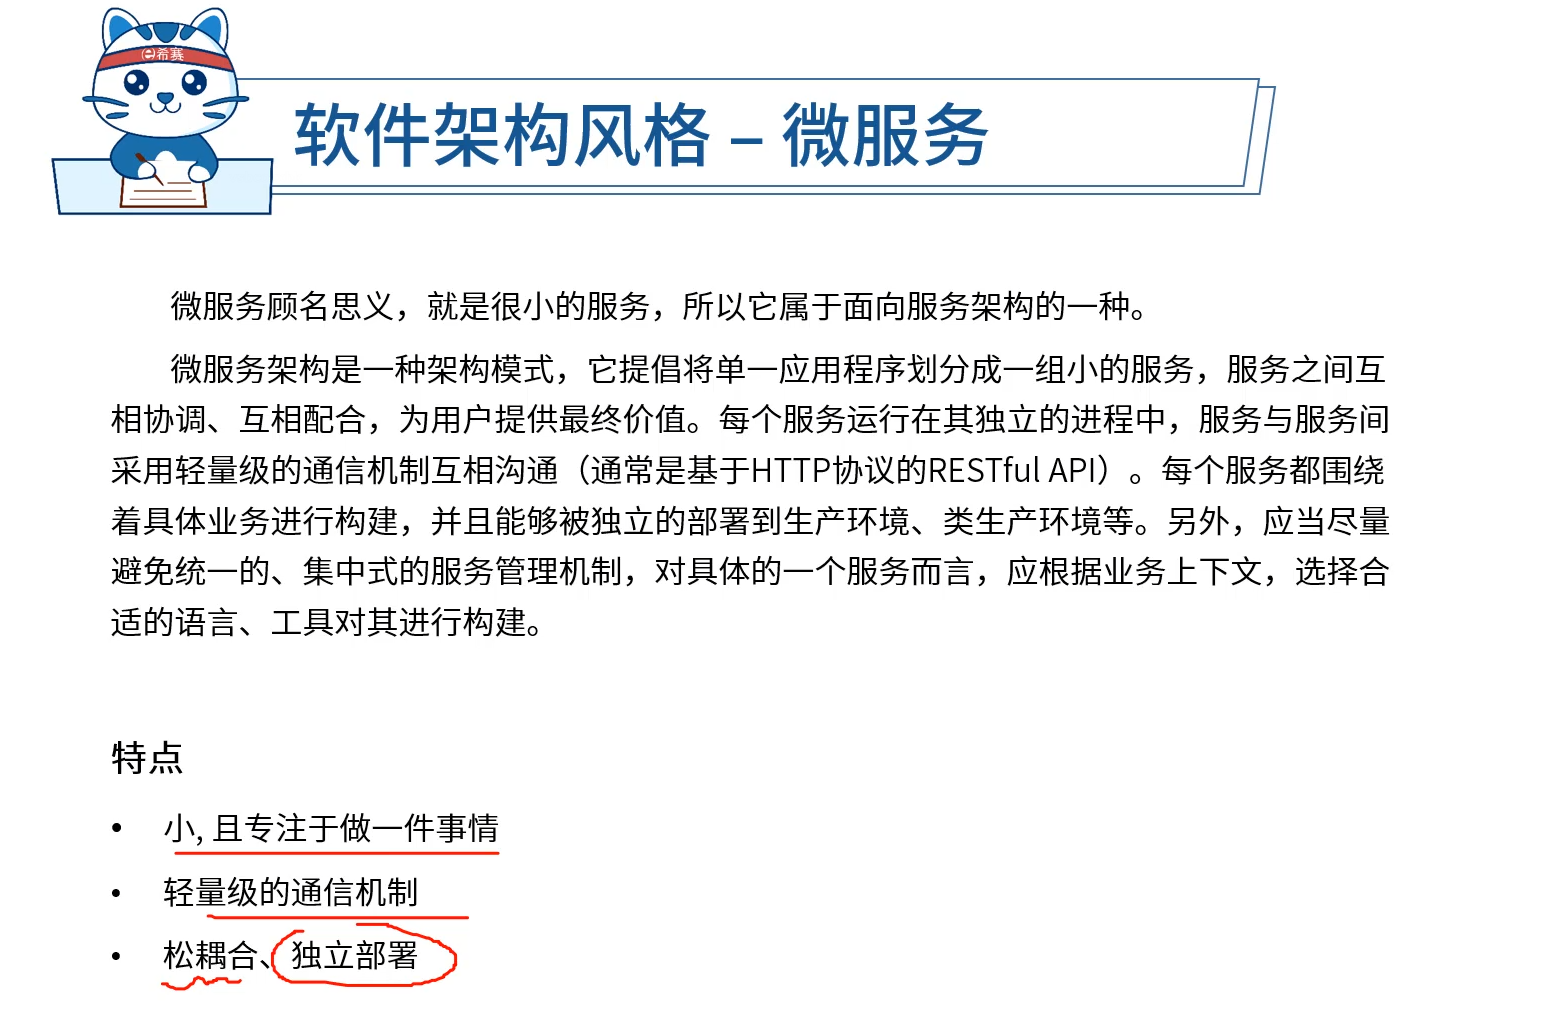 e希赛
软件架构风格 – 微服务
微服务顾名思义，就是很小的服务，所以它属于面向服务架构的一种。
微服务架构是一种架构模式，它提倡将单一应用程序划分成一组小的服务，服务之间互
相协调、互相配合，为用户提供最终价值。每个服务运行在其独立的进程中，服务与服务间
采用轻量级的通信机制互相沟通（通常是基于HTTP协议的RESTful API）。每个服务都围绕
着具体业务进行构建，并且能够被独立的部署到生产环境、类生产环境等。另外，应当尽量
避免统一的、集中式的服务管理机制，对具体的一个服务而言，应根据业务上下文，选择合
适的语言、工具对其进行构建。
特点
• 小, 且专注于做一件事情
• 轻量级的通信机制
• 松耦合、独立部署